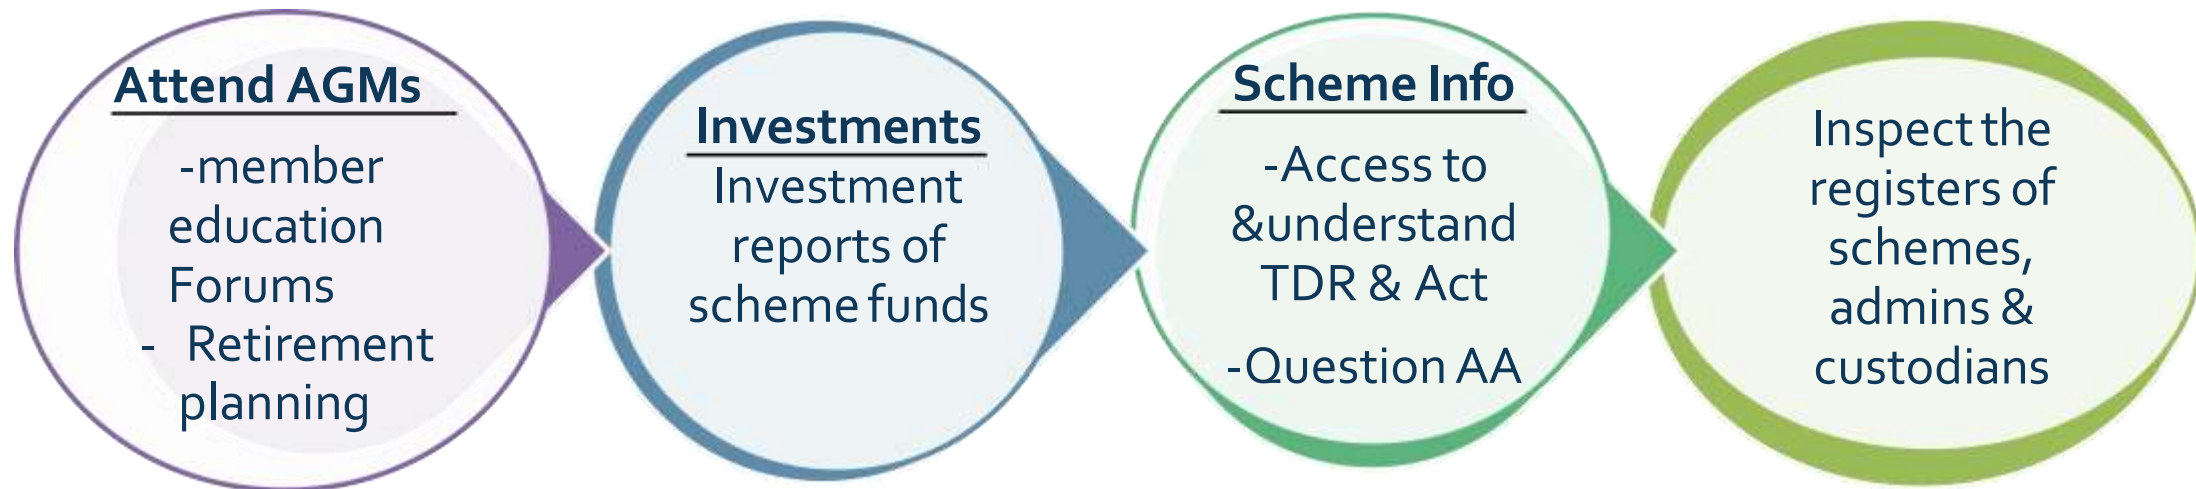 Attend AGMs
-member
education
Forums
- Retirement
planning
Investments
Investment
reports of
scheme funds
Scheme Info
-Access to
&understand
TDR & Act
-Question AA
Inspect the
registers of
schemes,
admins &
custodians